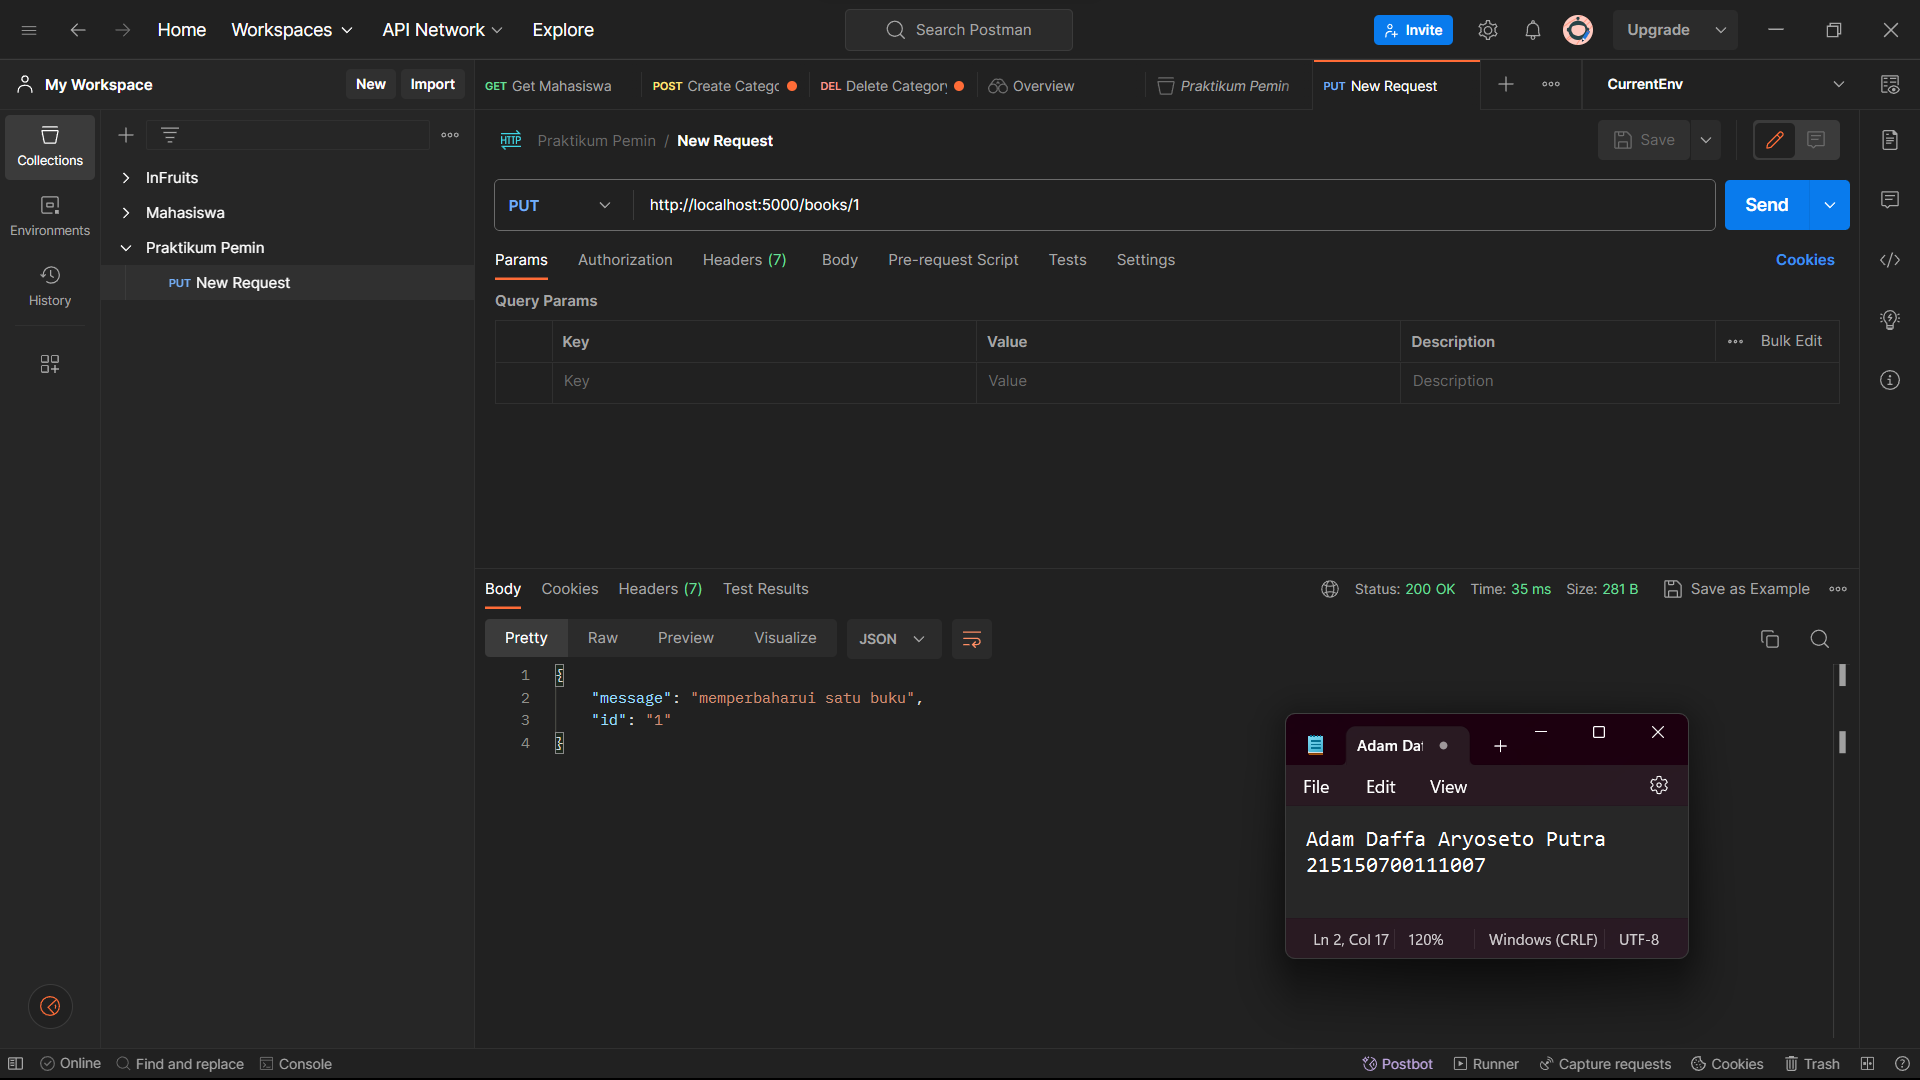 Home Workspaces API Network Explore Search Postman Invite Upgrade
My Workspace New Import GET Get Mahasiswa POST Create Catego DEL Delete Category Overview Praktikum Pemin PUT New Request CurrentEnv
Collections
Environments
History
InFruits
Mahasiswa
Praktikum Pemin
PUT New Request
HTTP Praktikum Pemin / New Request Save
PUT http://localhost:5000/books/1 Send
Params Authorization Headers (7) Body Pre-request Script Tests Settings Cookies
Query Params
Key Value Description Bulk Edit
Key Value Description
Body Cookies Headers (7) Test Results Status: 200 OK Time: 35 ms Size: 281 B Save as Example
Pretty Raw Preview Visualize JSON
1 {
2 "message": "memperbaharui satu buku",
3 "id": "1"
4 }
Adam Daf
File Edit View
Adam Daffa Aryoseto Putra
215150700111007
Ln 2, Col 17 120% Windows (CRLF) UTF-8
Online Find and replace Console Postbot Runner Capture requests Cookies Trash